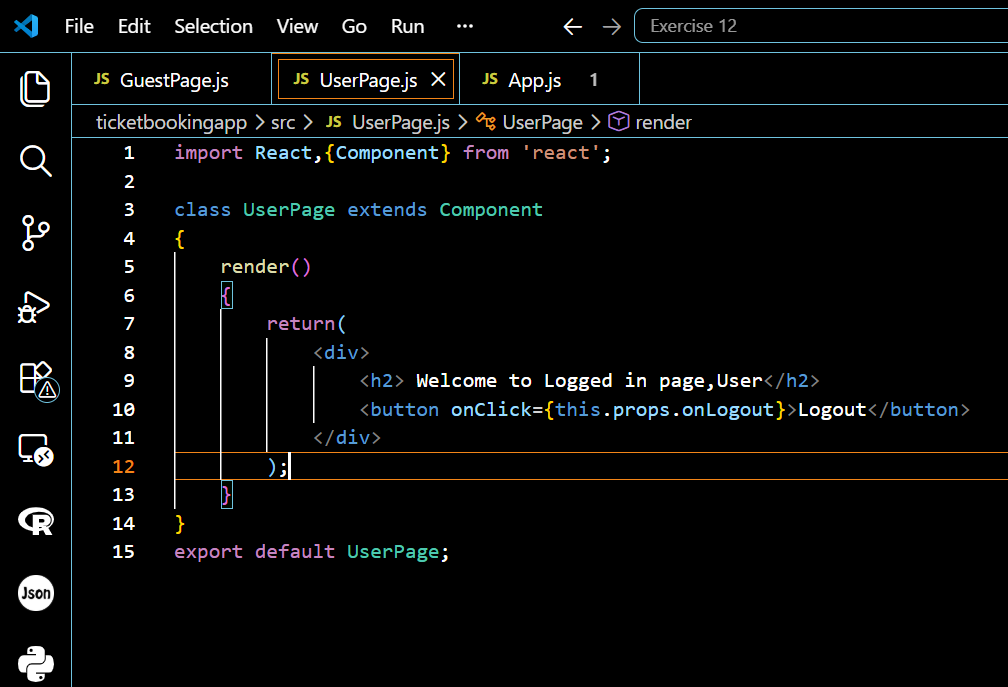 File Edit Selection View Go Run ··· ← → Exercise 12
JS GuestPage.js JS UserPage.js × JS App.js 1
ticketbookingapp > src > JS UserPage.js > UserPage > render
1 import React,{Component} from 'react';
2
3 class UserPage extends Component
4 {
5 render()
6 {
7 return(
8 <div>
9 <h2> Welcome to Logged in page,User</h2>
10 <button onClick={this.props.onLogout}>Logout</button>
11 </div>
12 );
13 }
14 }
15 export default UserPage;
R
Json